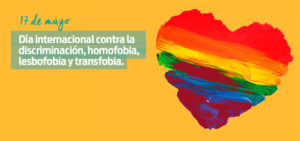 17 de mayo
Día internacional contra la
discriminación, homofobia,
lesbofobia y transfobia.